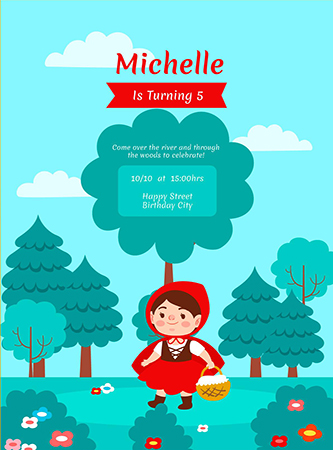 Michelle
Is Turning 5
Come over the river and through
the woods to celebrate!
10/10 at 15:00hrs
Happy Street
Birthday City